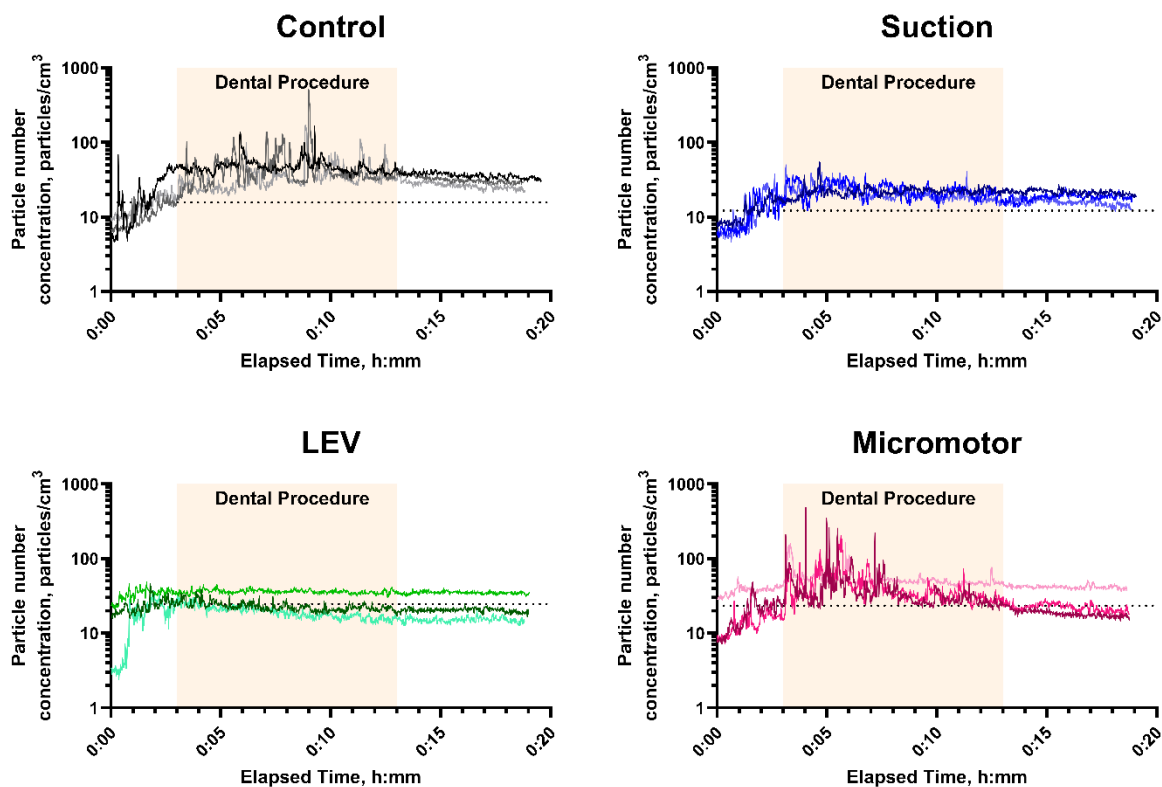 Control
Particle number
concentration, particles/cm³
1000
100
10
1
Dental Procedure
0:00
0:05
0:10
0:15
0:20
Elapsed Time, h:mm
Suction
Particle number
concentration, particles/cm³
1000
100
10
1
Dental Procedure
0:00
0:05
0:10
0:15
0:20
Elapsed Time, h:mm
LEV
Particle number
concentration, particles/cm³
1000
100
10
1
Dental Procedure
0:00
0:05
0:10
0:15
0:20
Elapsed Time, h:mm
Micromotor
Particle number
concentration, particles/cm³
1000
100
10
1
Dental Procedure
0:00
0:05
0:10
0:15
0:20
Elapsed Time, h:mm